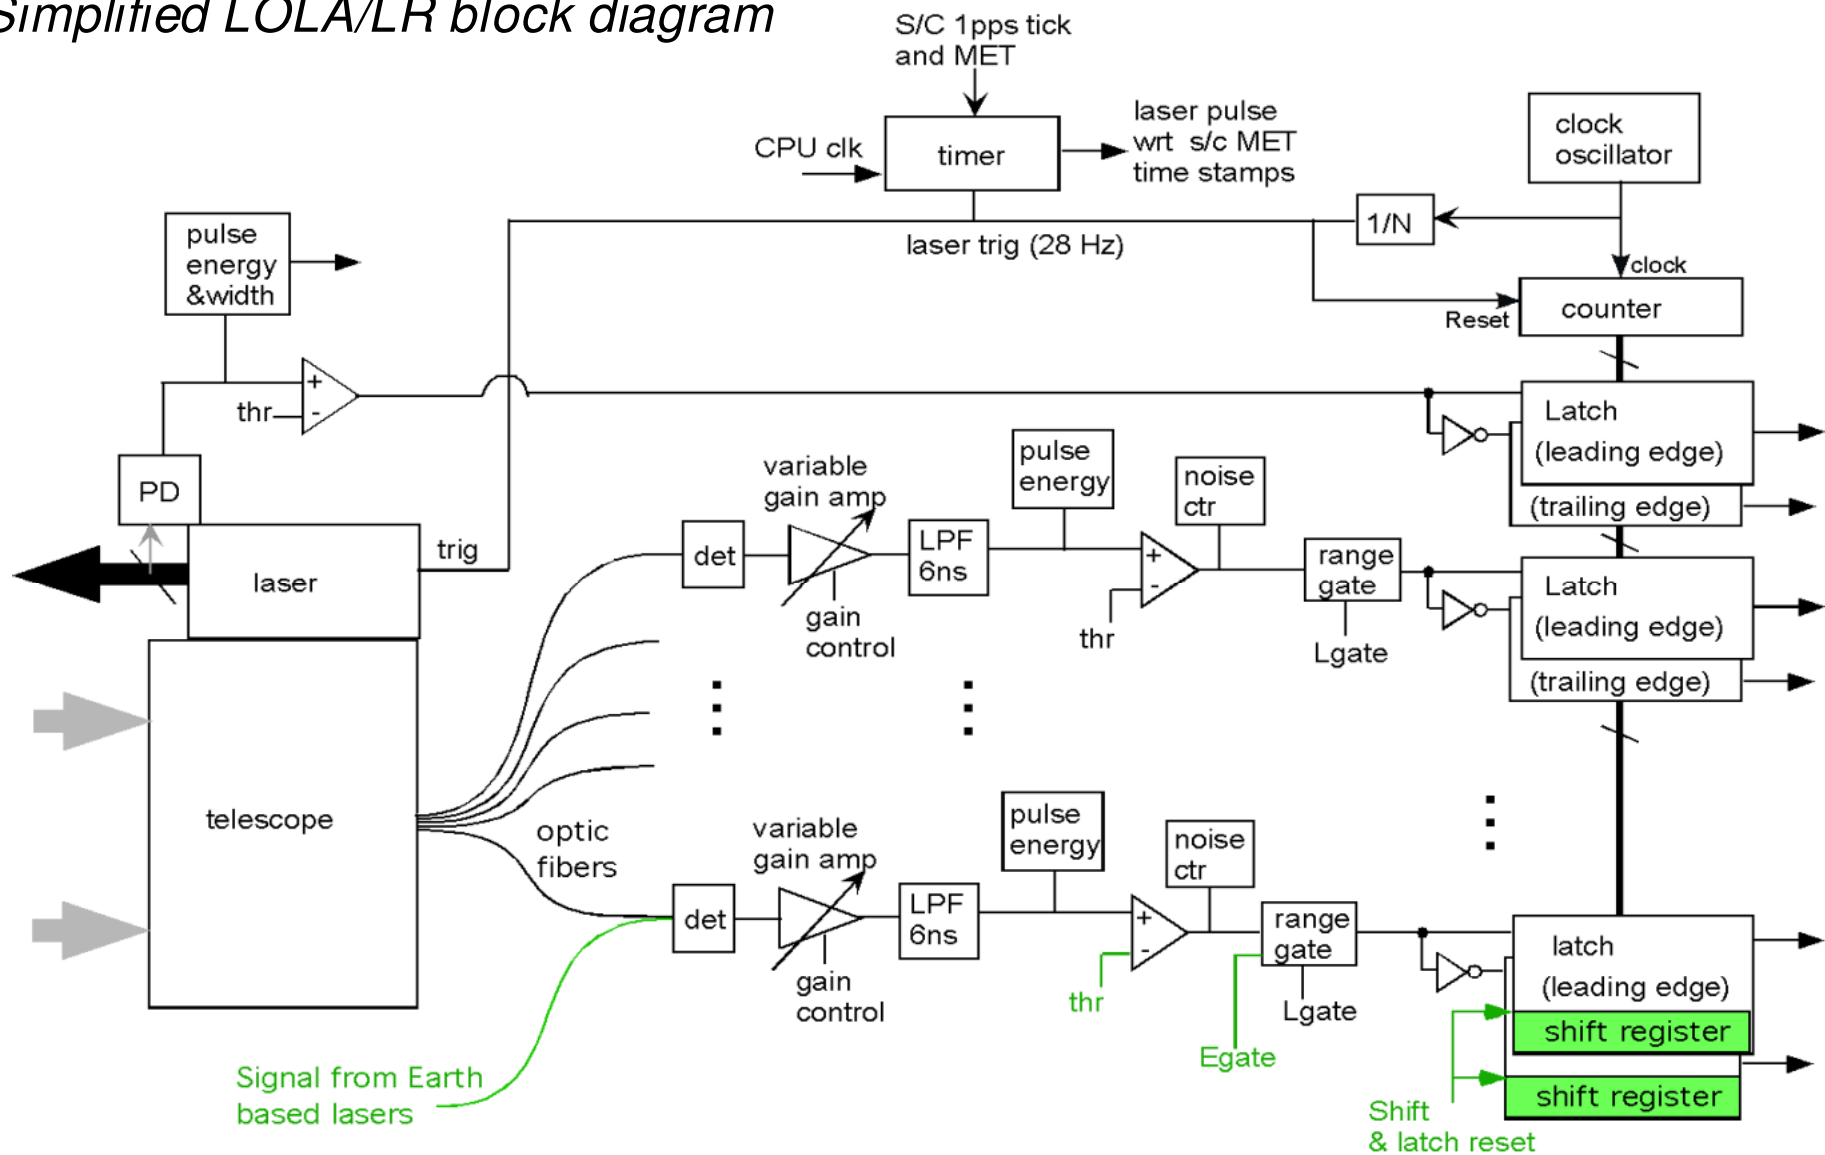 Simplified LOLA/LR block diagram
S/C 1pps tick
and MET
CPU clk
timer
laser pulse
wrt s/c MET
time stamps
clock
oscillator
1/N
laser trig (28 Hz)
clock
Reset
counter
pulse
energy
&width
+
thr
-
PD
laser
trig
telescope
optic
fibers
Signal from Earth
based lasers
Latch
(leading edge)
(trailing edge)
det
variable
gain amp
gain
control
LPF
6ns
pulse
energy
+
-
thr
noise
ctr
range
gate
Lgate
Latch
(leading edge)
(trailing edge)
det
variable
gain amp
gain
control
LPF
6ns
pulse
energy
+
-
thr
noise
ctr
range
gate
Egate
Lgate
latch
(leading edge)
shift register
shift register
Shift
& latch reset